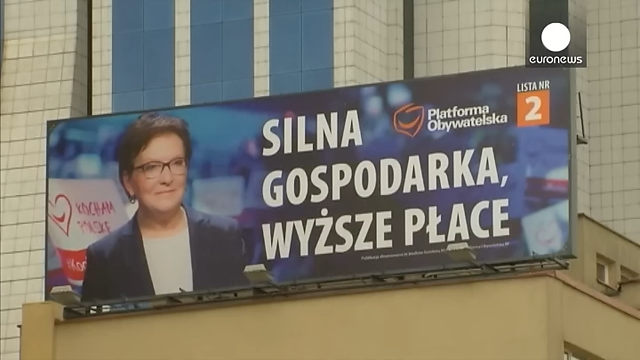 euronews
LISTA NR
2
Platforma
Obywatelska
SILNA
GOSPODARKA,
WYŻSZE PŁACE
KOCHAM
POLSKĘ